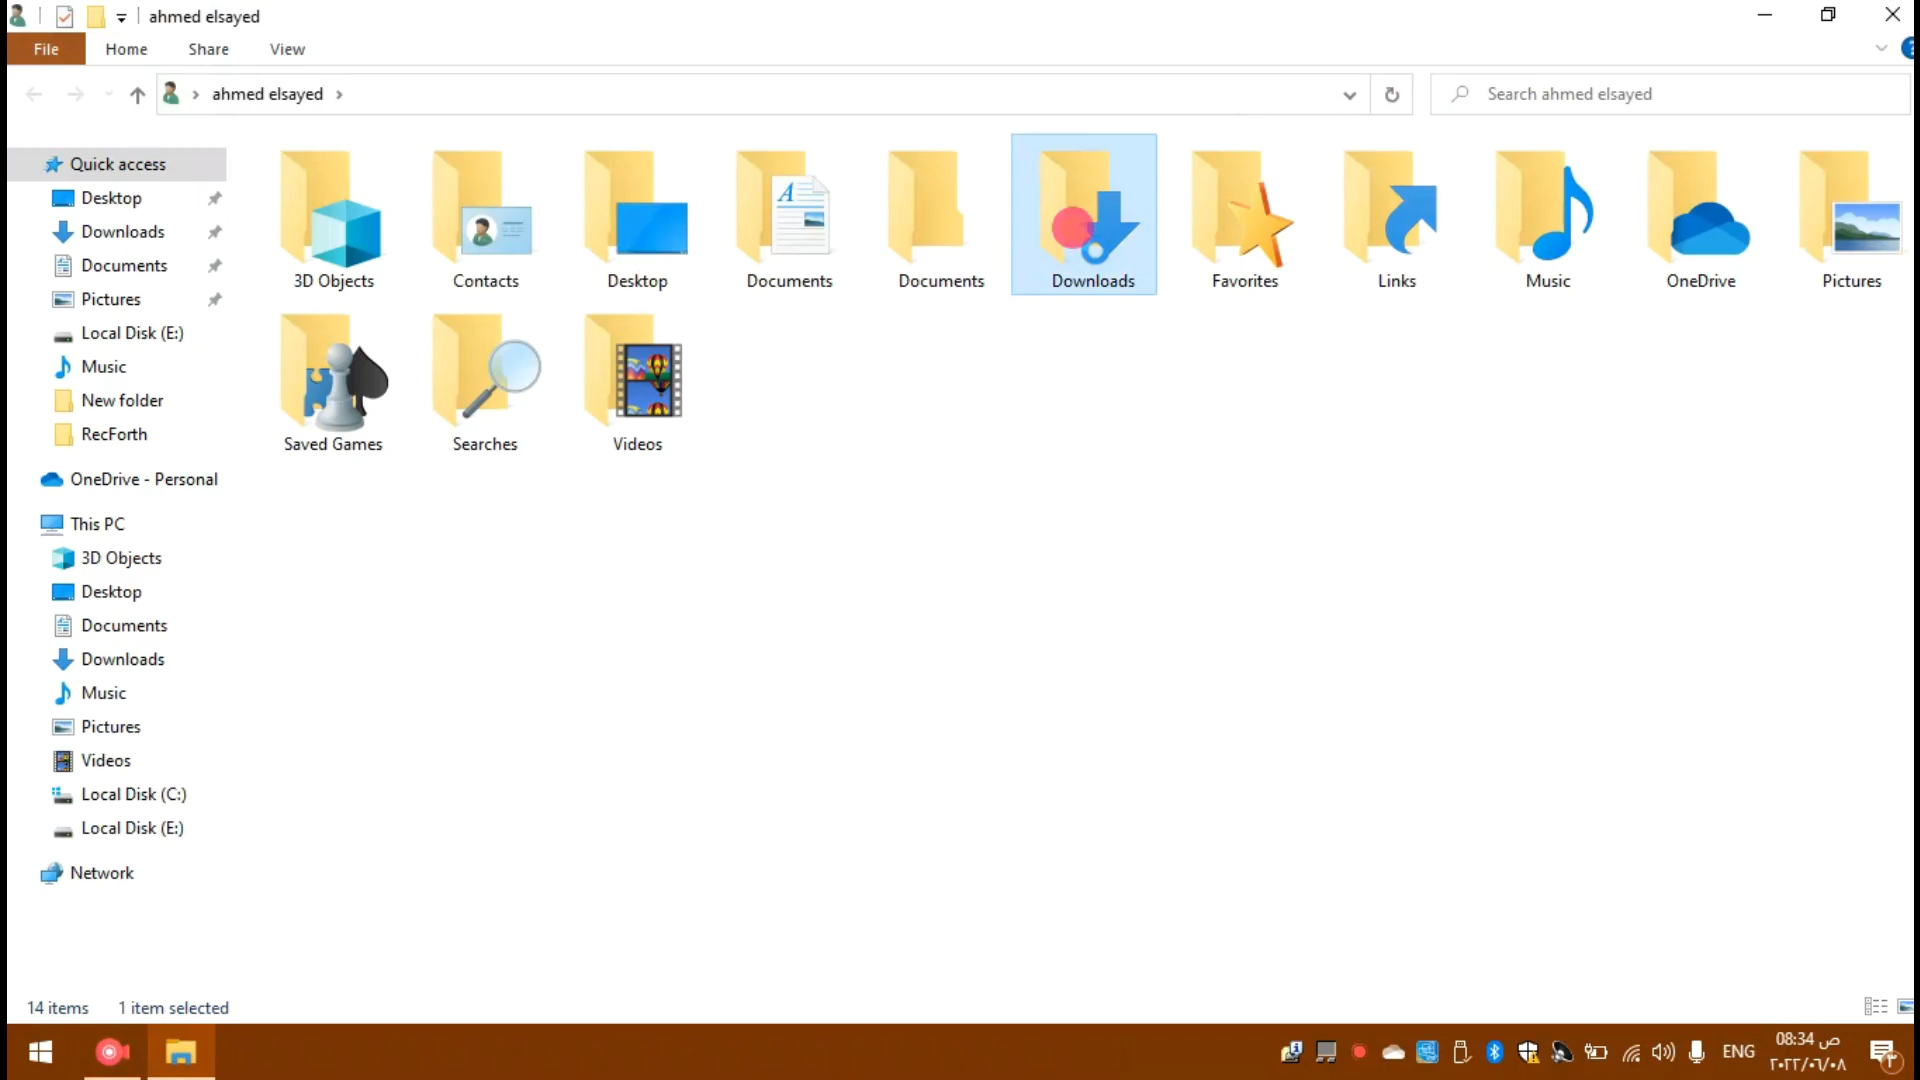 ahmed elsayed
File Home Share View
ahmed elsayed
Search ahmed elsayed
Quick access
Desktop
Downloads
Documents
Pictures
Local Disk (E:)
Music
New folder
RecForth
OneDrive - Personal
This PC
3D Objects
Desktop
Documents
Downloads
Music
Pictures
Videos
Local Disk (C:)
Local Disk (E:)
Network
3D Objects Contacts Desktop Documents Documents Downloads Favorites Links Music OneDrive Pictures
Saved Games Searches Videos
14 items 1 item selected
ENG
08:34 ص
٢٠٢٢/٠٦/٠٨
٣